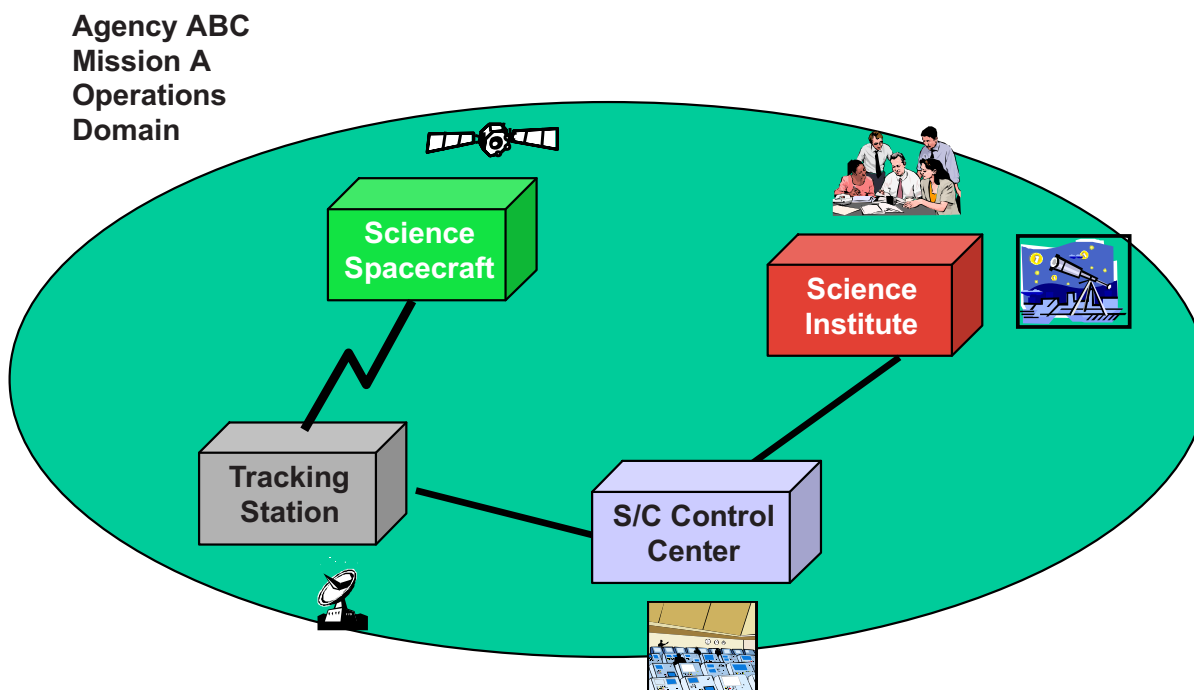 Agency ABC
Mission A
Operations
Domain
Science
Spacecraft
Science
Institute
Tracking
Station
S/C Control
Center